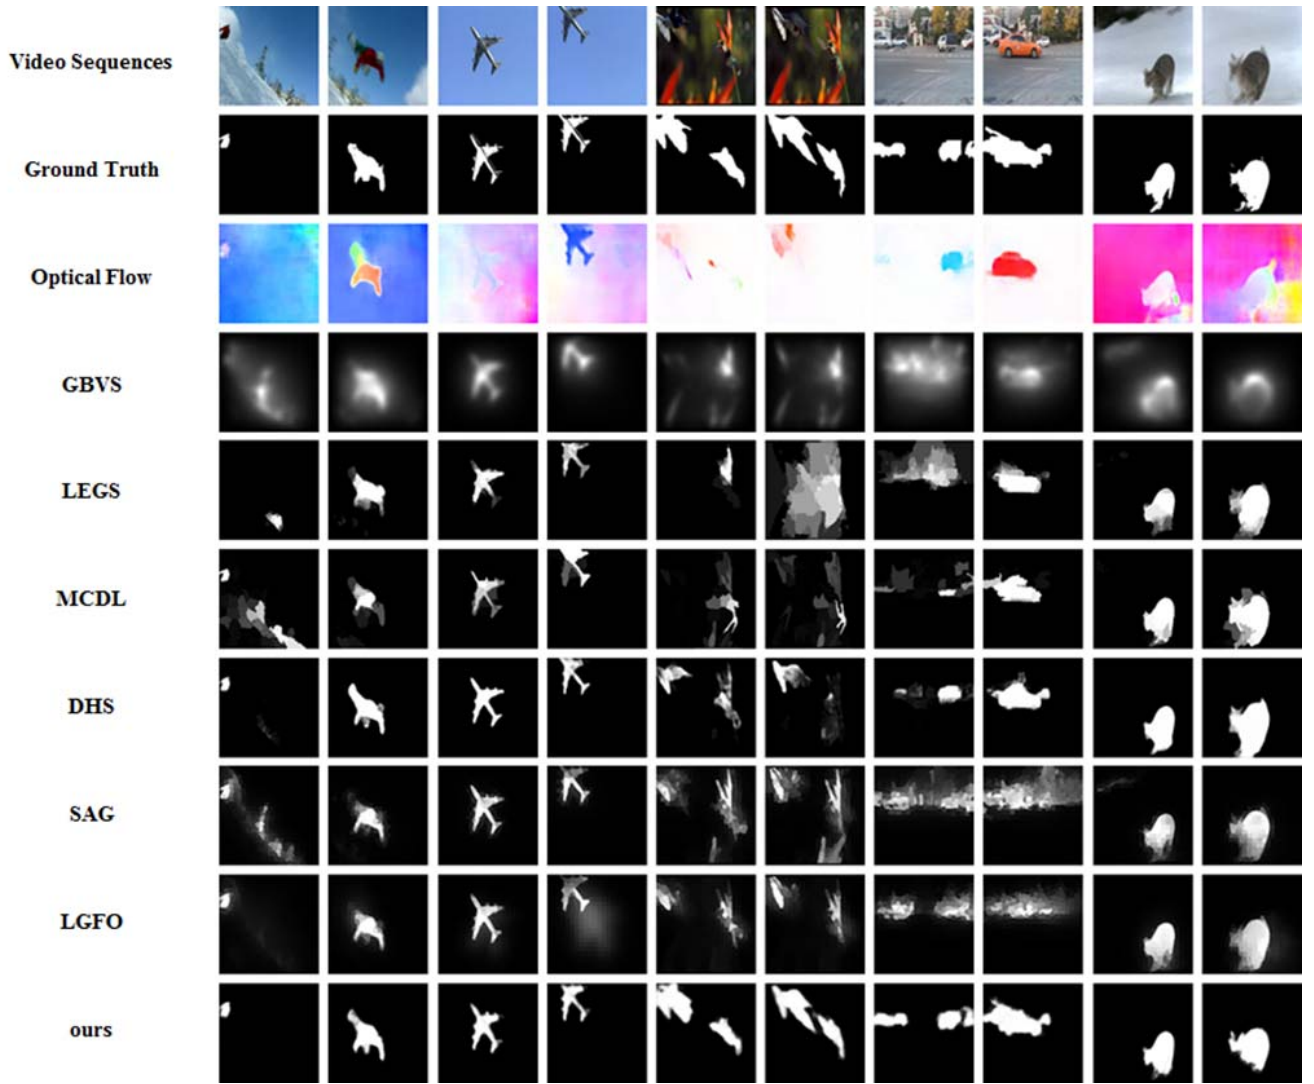 Video Sequences
Ground Truth
Optical Flow
GBVS
LEGS
MCDL
DHS
SAG
LGFO
ours